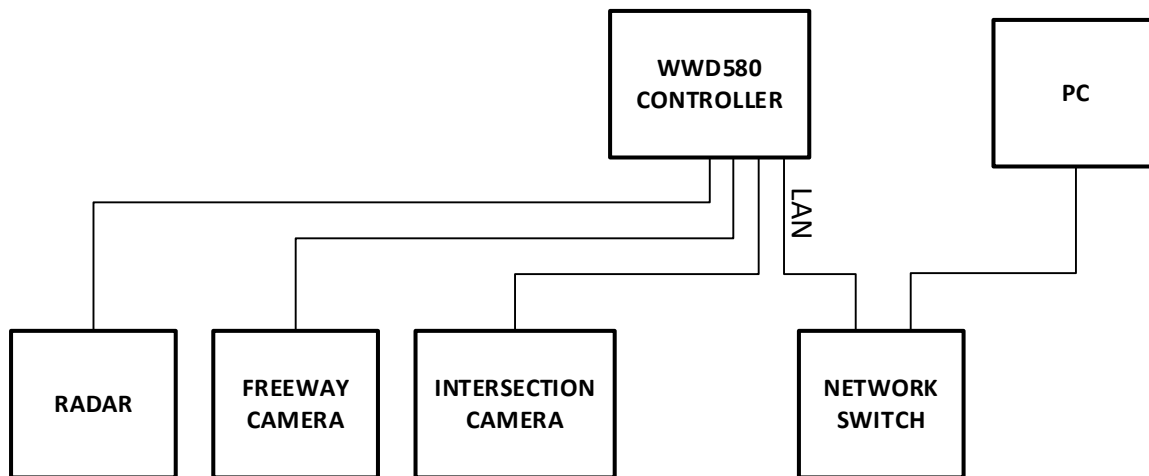 WWD580
CONTROLLER
PC
LAN
RADAR
FREEWAY
CAMERA
INTERSECTION
CAMERA
NETWORK
SWITCH